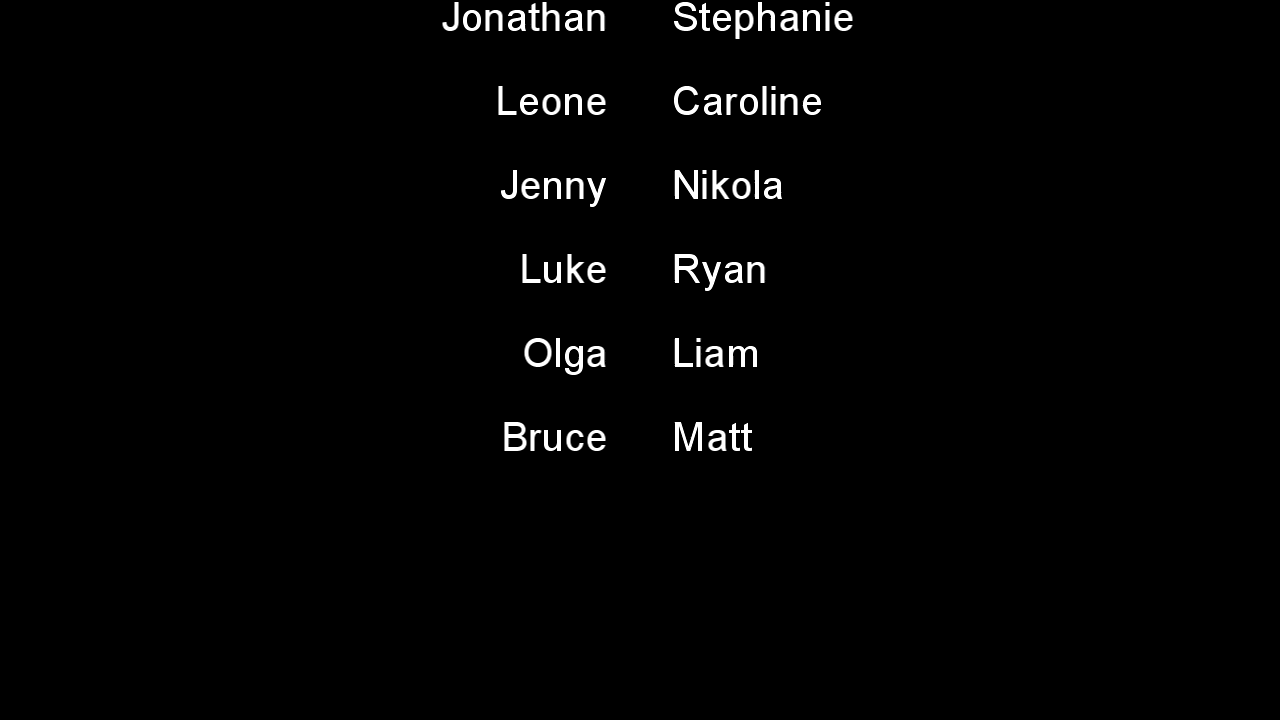 Jonathan Stephanie
Leone Caroline
Jenny Nikola
Luke Ryan
Olga Liam
Bruce Matt